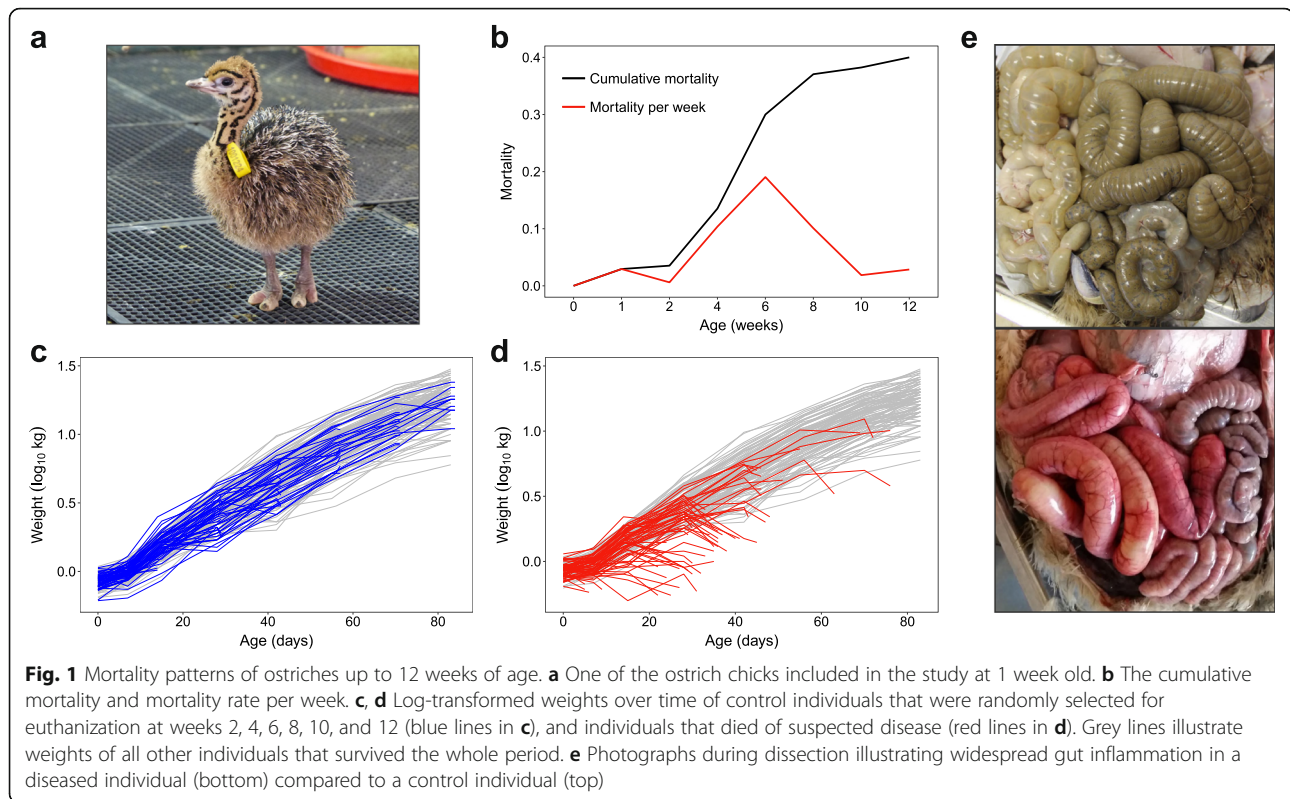 a
b
e
0.4
0.3
0.2
0.1
0.0
Mortality
Cumulative mortality
Mortality per week
0 1 2 4 6 8 10 12
Age (weeks)
c
d
1.5
1.0
0.5
0.0
Weight (log₁₀ kg)
0 20 40 60 80
Age (days)
1.5
1.0
0.5
0.0
Weight (log₁₀ kg)
0 20 40 60 80
Age (days)
Fig. 1 Mortality patterns of ostriches up to 12 weeks of age. a One of the ostrich chicks included in the study at 1 week old. b The cumulative
mortality and mortality rate per week. c, d Log-transformed weights over time of control individuals that were randomly selected for
euthanization at weeks 2, 4, 6, 8, 10, and 12 (blue lines in c), and individuals that died of suspected disease (red lines in d). Grey lines illustrate
weights of all other individuals that survived the whole period. e Photographs during dissection illustrating widespread gut inflammation in a
diseased individual (bottom) compared to a control individual (top)